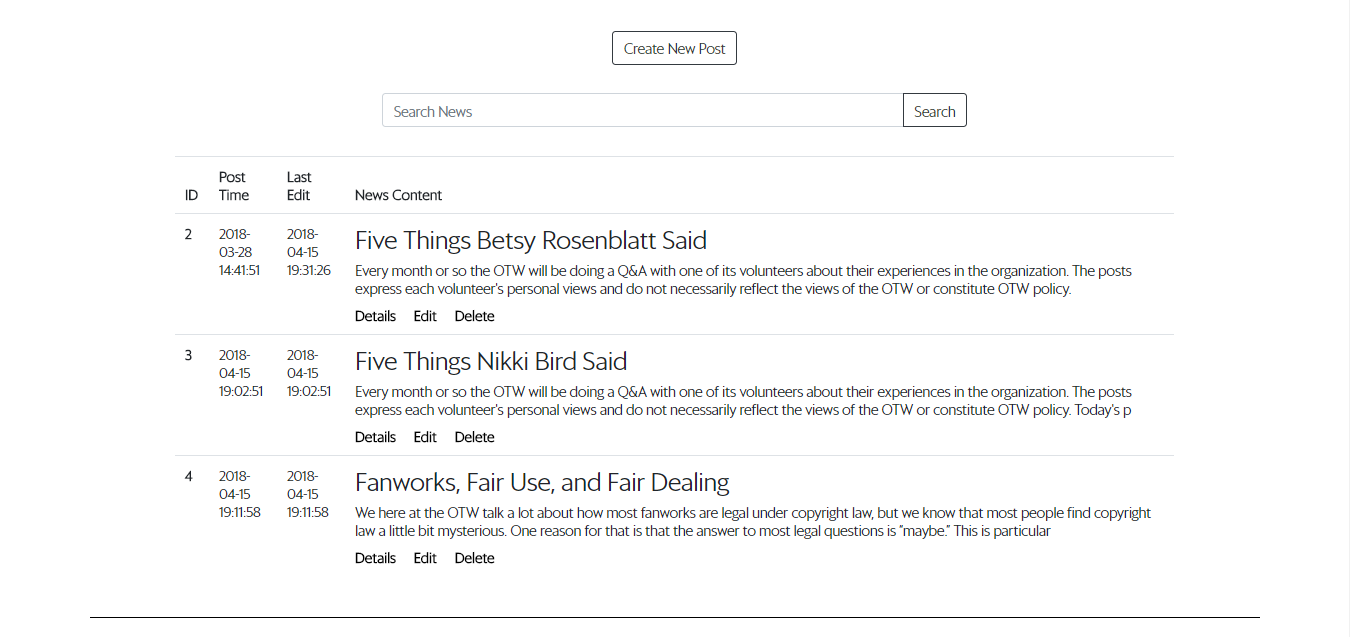 Create New Post
Search News
Search
ID
Post
Time
Last
Edit
News Content
2
2018-
03-28
14:41:51
2018-
04-15
19:31:26
Five Things Betsy Rosenblatt Said
Every month or so the OTW will be doing a Q&A with one of its volunteers about their experiences in the organization. The posts
express each volunteer's personal views and do not necessarily reflect the views of the OTW or constitute OTW policy.
Details Edit Delete
3
2018-
04-15
19:02:51
2018-
04-15
19:02:51
Five Things Nikki Bird Said
Every month or so the OTW will be doing a Q&A with one of its volunteers about their experiences in the organization. The posts
express each volunteer's personal views and do not necessarily reflect the views of the OTW or constitute OTW policy. Today's p
Details Edit Delete
4
2018-
04-15
19:11:58
2018-
04-15
19:11:58
Fanworks, Fair Use, and Fair Dealing
We here at the OTW talk a lot about how most fanworks are legal under copyright law, but we know that most people find copyright
law a little bit mysterious. One reason for that is that the answer to most legal questions is “maybe.” This is particular
Details Edit Delete